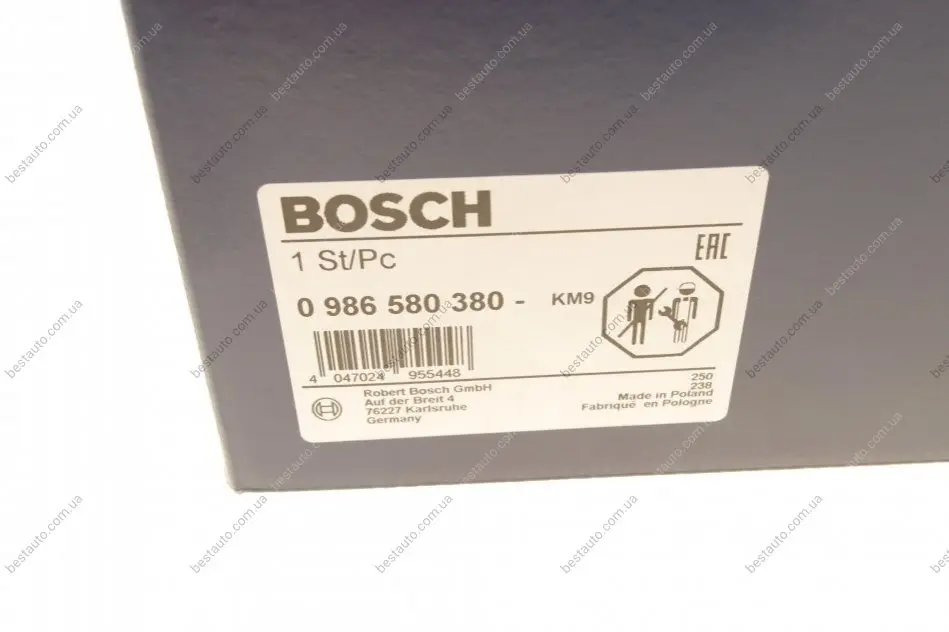 BOSCH
1 St/Pc
EAC
0 986 580 380 - KM9
4 047024 955448
Robert Bosch GmbH
Auf der Breit 4
76227 Karlsruhe
Germany
250
238
Made in Poland
Fabriqué en Pologne
bestauto.com.ua